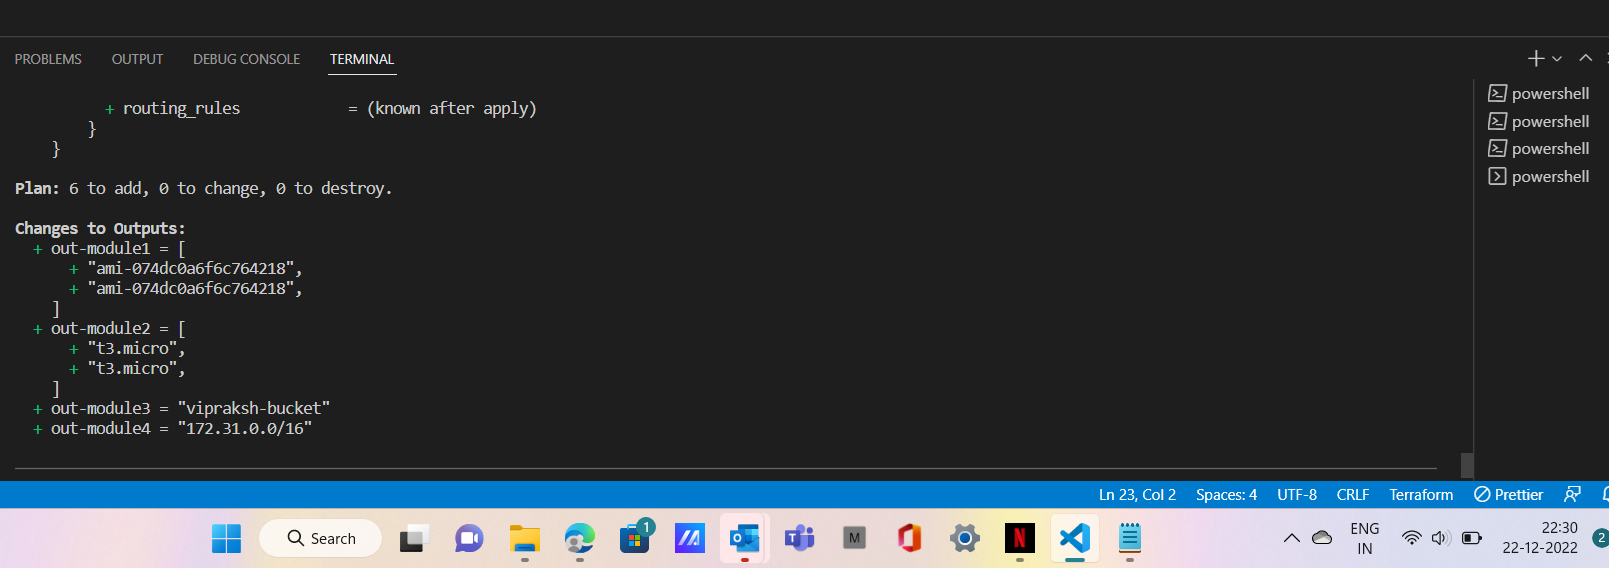 PROBLEMS OUTPUT DEBUG CONSOLE TERMINAL
+ routing_rules = (known after apply)
}
}
Plan: 6 to add, 0 to change, 0 to destroy.
Changes to Outputs:
+ out-module1 = [
+ "ami-074dc0a6f6c764218",
+ "ami-074dc0a6f6c764218",
]
+ out-module2 = [
+ "t3.micro",
+ "t3.micro",
]
+ out-module3 = "vipraksh-bucket"
+ out-module4 = "172.31.0.0/16"
powershell
powershell
powershell
powershell
Ln 23, Col 2 Spaces: 4 UTF-8 CRLF Terraform Prettier
Search
1
M
N
ENG
IN
22:30
22-12-2022
2